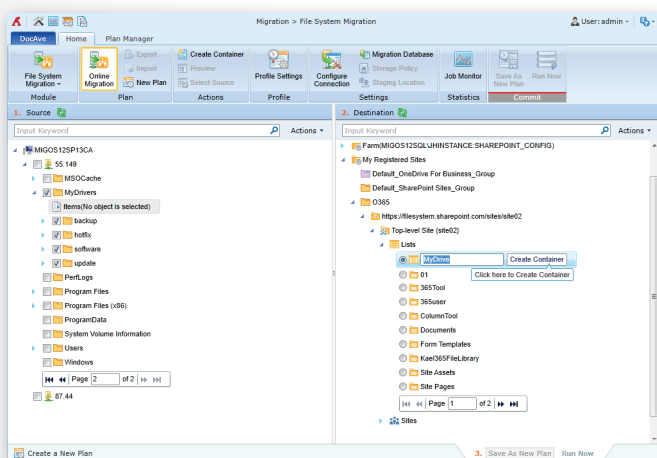 Migration > File System Migration
User: admin
DocAve
Home
Plan Manager
File System Migration
Online Migration
Export
Import
New Plan
Create Container
Preview
Select Source
Profile Settings
Configure Connection
Migration Database
Storage Policy
Staging Location
Job Monitor
Save As New Plan
Run Now
Module
Plan
Actions
Profile
Settings
Statistics
Commit
1. Source
Input Keyword
Actions
MIGOS12SP13CA
55.149
MSOCache
MyDrivers
Items(No object is selected)
backup
hotfix
software
update
PerfLogs
Program Files
Program Files (x86)
ProgramData
System Volume Information
Users
Windows
Page 2 of 2
87.44
2. Destination
Input Keyword
Actions
Farm(MIGOS12SQL\JHINSTANCE:SHAREPOINT_CONFIG)
My Registered Sites
Default_OneDrive For Business_Group
Default_SharePoint Sites_Group
O365
https://filesystem.sharepoint.com/sites/site02
Top-level Site (site02)
Lists
MyDrive
Create Container
Click here to Create Container
01
365Tool
365user
ColumnTool
Documents
Form Templates
Kael365FileLibrary
Site Assets
Site Pages
Page 1 of 2
Sites
Create a New Plan
3. Save As New Plan Run Now